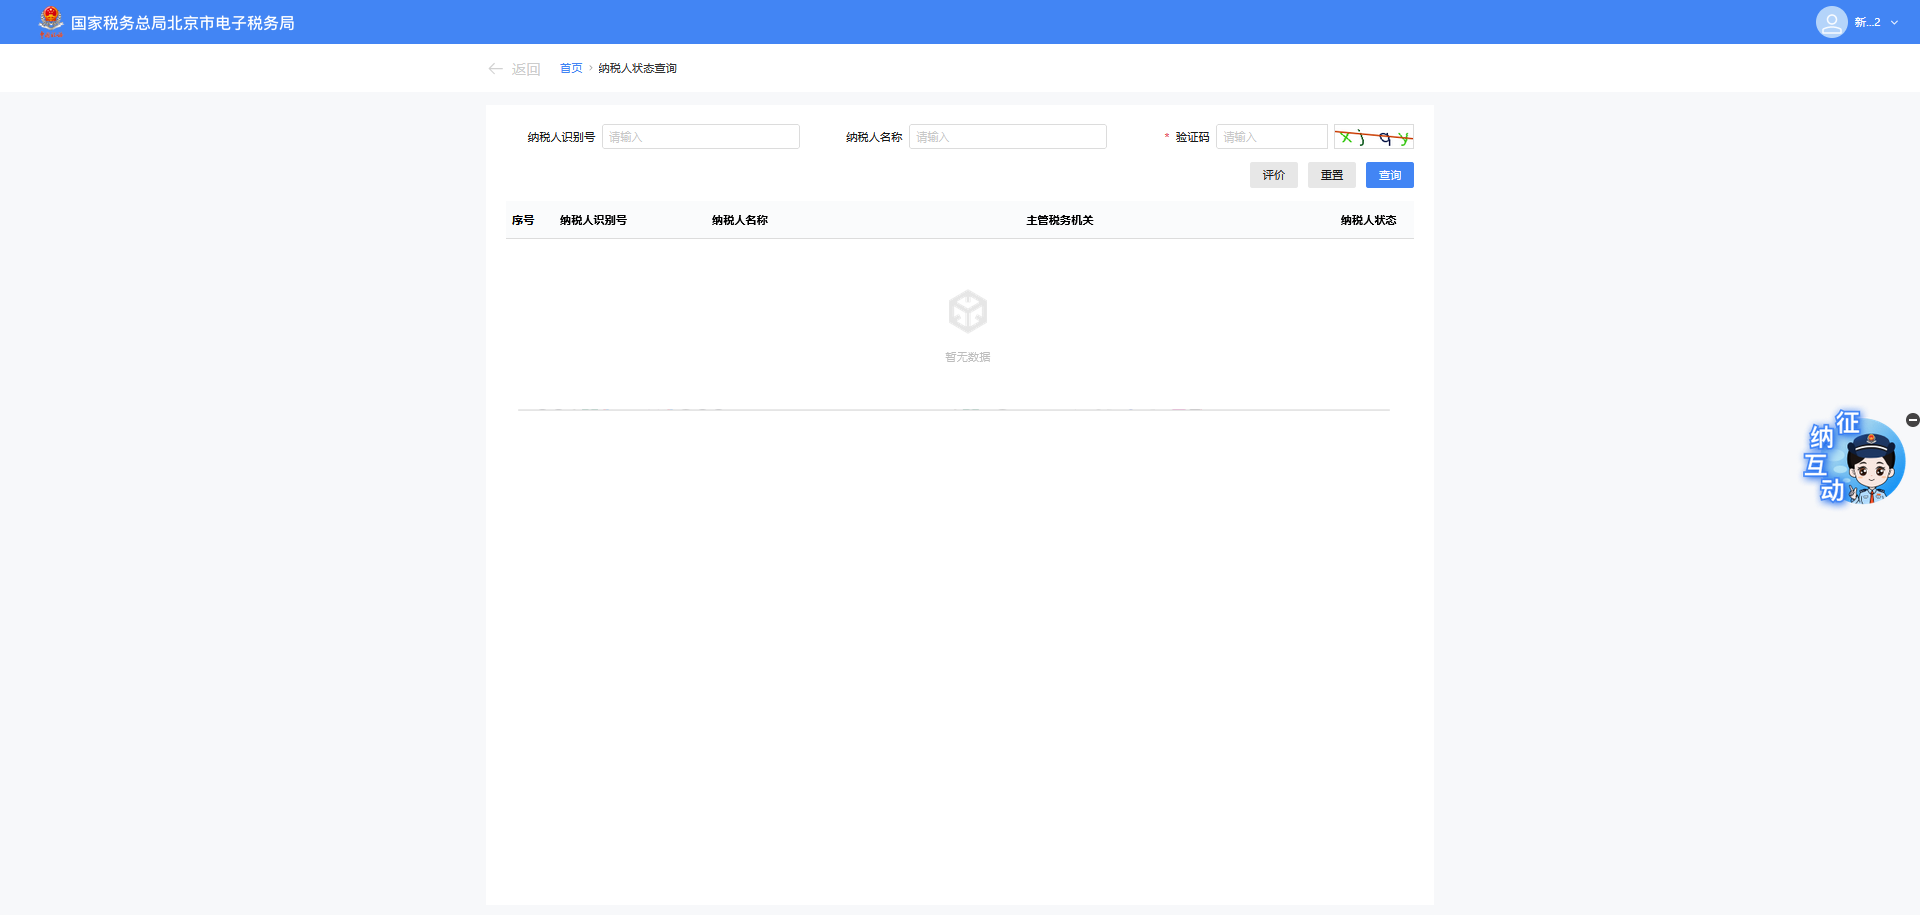 国家税务总局北京市电子税务局
新...2
返回 首页 › 纳税人状态查询
纳税人识别号 请输入 纳税人名称 请输入 * 验证码 请输入 xjqy
评价 重置 查询
序号 纳税人识别号 纳税人名称 主管税务机关 纳税人状态
暂无数据
征
纳
互
动